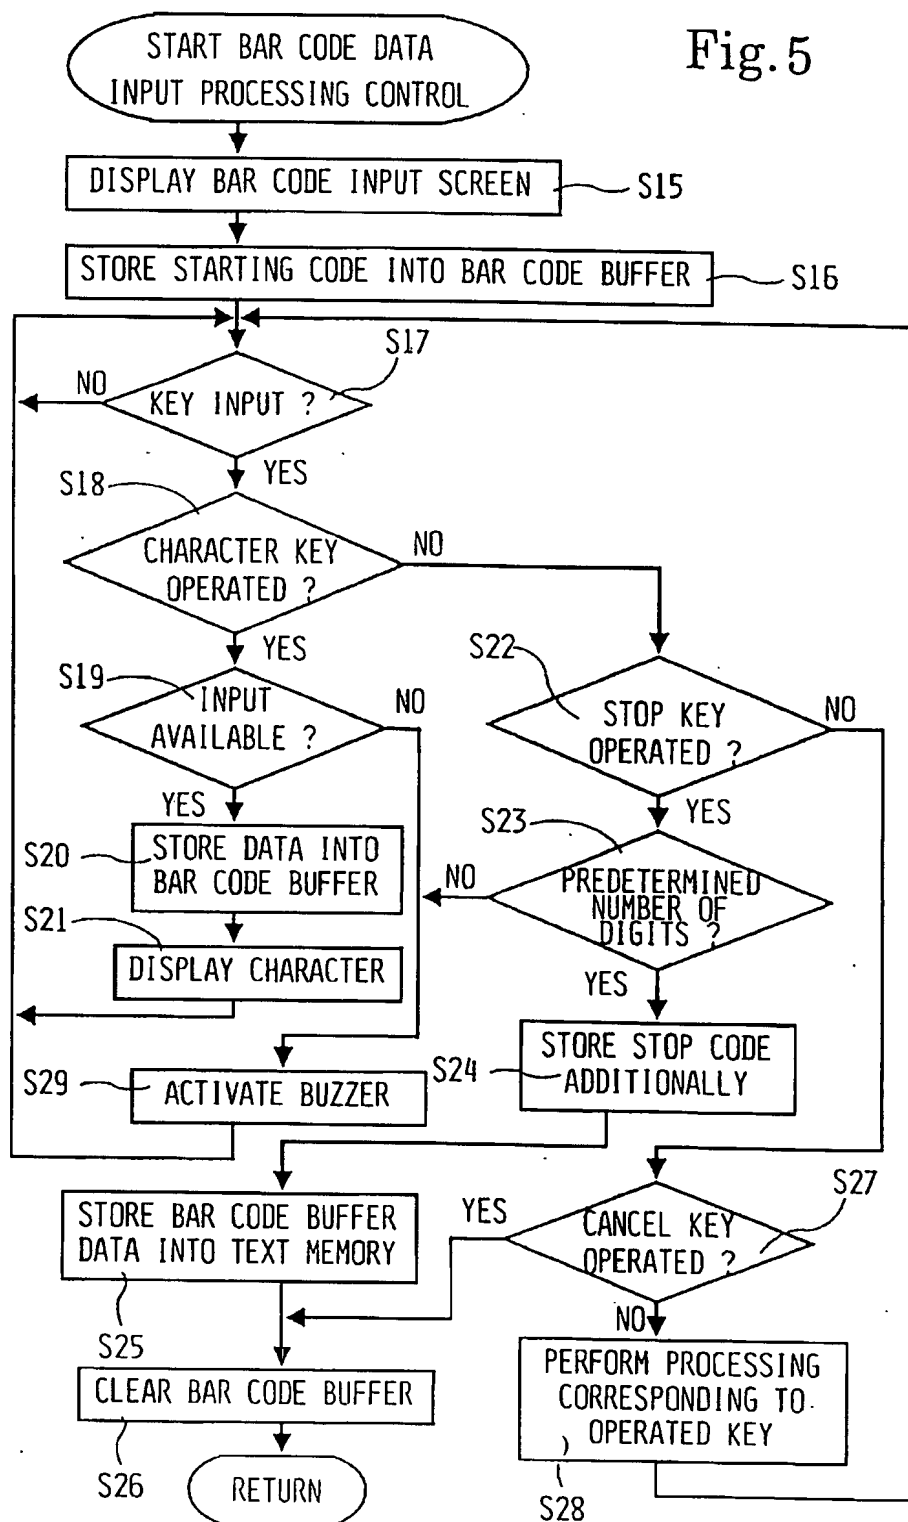 Fig. 5
START BAR CODE DATA
INPUT PROCESSING CONTROL
DISPLAY BAR CODE INPUT SCREEN
S15
STORE STARTING CODE INTO BAR CODE BUFFER
S16
S17
NO
KEY INPUT ?
YES
S18
CHARACTER KEY
OPERATED ?
NO
YES
S19
INPUT
AVAILABLE ?
NO
YES
S22
STOP KEY
OPERATED ?
NO
YES
S20
STORE DATA INTO
BAR CODE BUFFER
S23
PREDETERMINED
NUMBER OF
DIGITS ?
NO
YES
S21
DISPLAY CHARACTER
S24
STORE STOP CODE
ADDITIONALLY
S29
ACTIVATE BUZZER
S27
CANCEL KEY
OPERATED ?
YES
NO
STORE BAR CODE BUFFER
DATA INTO TEXT MEMORY
S25
PERFORM PROCESSING
CORRESPONDING TO
OPERATED KEY
S28
CLEAR BAR CODE BUFFER
S26
RETURN